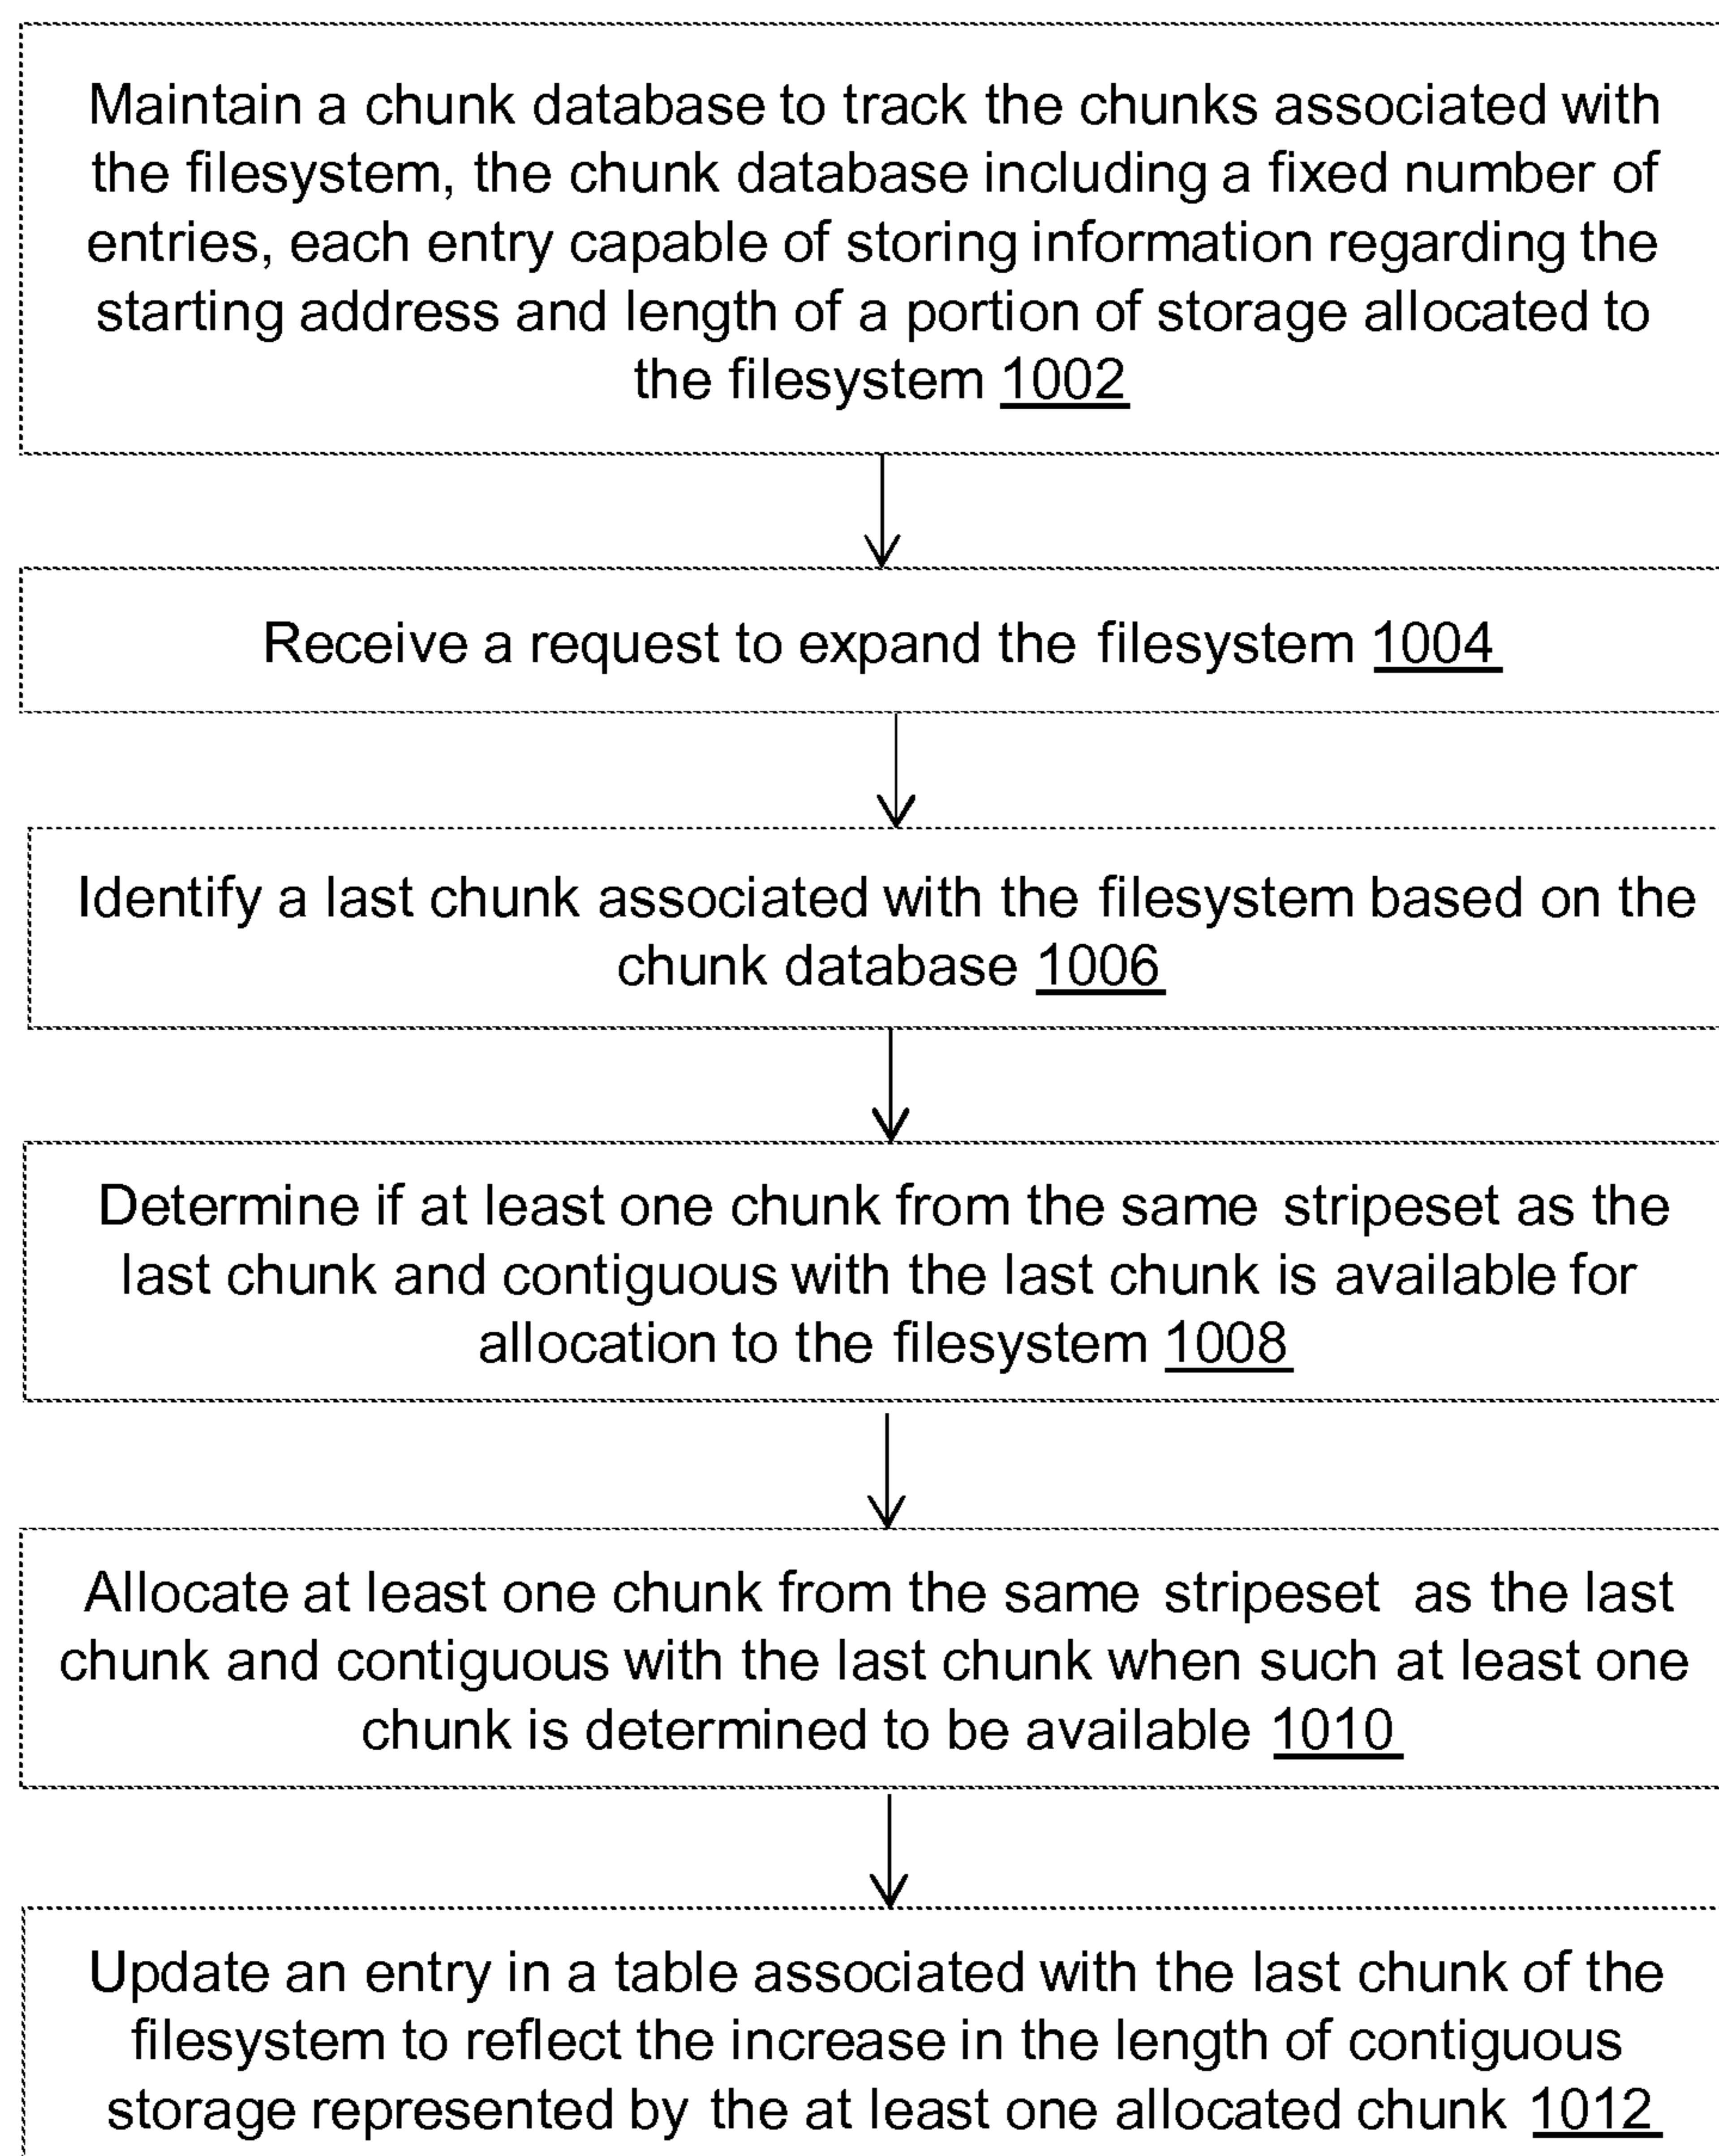 Maintain a chunk database to track the chunks associated with
the filesystem, the chunk database including a fixed number of
entries, each entry capable of storing information regarding the
starting address and length of a portion of storage allocated to
the filesystem 1002
Receive a request to expand the filesystem 1004
Identify a last chunk associated with the filesystem based on the
chunk database 1006
Determine if at least one chunk from the same stripeset as the
last chunk and contiguous with the last chunk is available for
allocation to the filesystem 1008
Allocate at least one chunk from the same stripeset as the last
chunk and contiguous with the last chunk when such at least one
chunk is determined to be available 1010
Update an entry in a table associated with the last chunk of the
filesystem to reflect the increase in the length of contiguous
storage represented by the at least one allocated chunk 1012